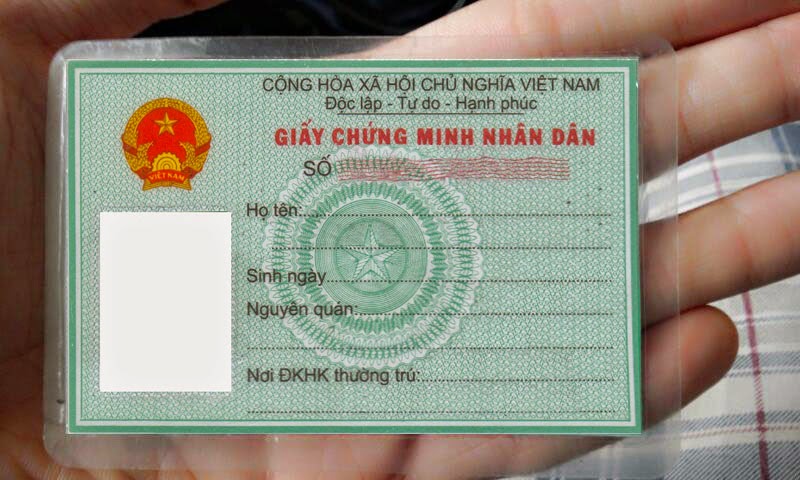 CỘNG HÒA XÃ HỘI CHỦ NGHĨA VIỆT NAM
Độc lập - Tự do - Hạnh phúc
GIẤY CHỨNG MINH NHÂN DÂN
SỐ
VIỆT NAM
Họ tên:
Sinh ngày
Nguyên quán:
Nơi ĐKHK thường trú: